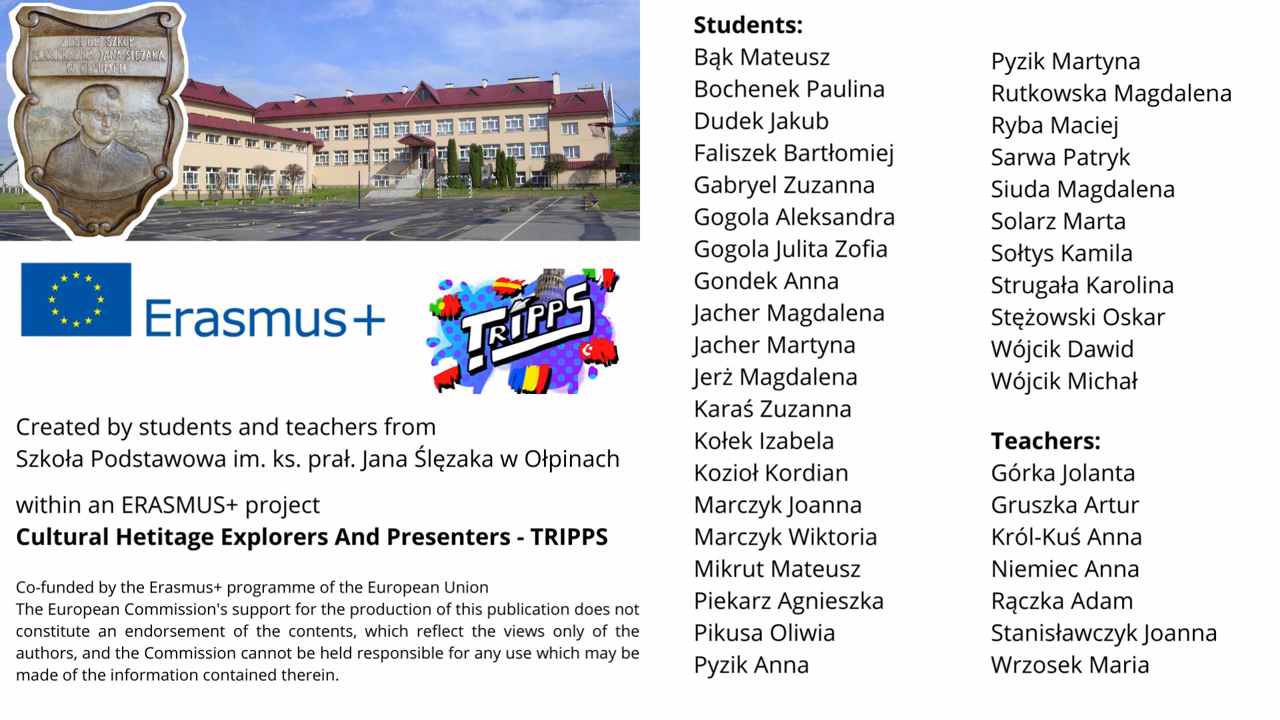 ZESPÓŁ SZKÓŁ
IM. KS. PRAŁATA JANA ŚLĘZAKA
W OŁPINACH
Erasmus+
TRIPPS
Created by students and teachers from
Szkoła Podstawowa im. ks. prał. Jana Ślęzaka w Ołpinach
within an ERASMUS+ project
Cultural Hetitage Explorers And Presenters - TRIPPS
Co-funded by the Erasmus+ programme of the European Union
The European Commission's support for the production of this publication does not
constitute an endorsement of the contents, which reflect the views only of the
authors, and the Commission cannot be held responsible for any use which may be
made of the information contained therein.
Students:
Bąk Mateusz
Bochenek Paulina
Dudek Jakub
Faliszek Bartłomiej
Gabryel Zuzanna
Gogola Aleksandra
Gogola Julita Zofia
Gondek Anna
Jacher Magdalena
Jacher Martyna
Jerż Magdalena
Karaś Zuzanna
Kołek Izabela
Kozioł Kordian
Marczyk Joanna
Marczyk Wiktoria
Mikrut Mateusz
Piekarz Agnieszka
Pikusa Oliwia
Pyzik Anna
Pyzik Martyna
Rutkowska Magdalena
Ryba Maciej
Sarwa Patryk
Siuda Magdalena
Solarz Marta
Sołtys Kamila
Strugała Karolina
Stężowski Oskar
Wójcik Dawid
Wójcik Michał
Teachers:
Górka Jolanta
Gruszka Artur
Król-Kuś Anna
Niemiec Anna
Rączka Adam
Stanisławczyk Joanna
Wrzosek Maria